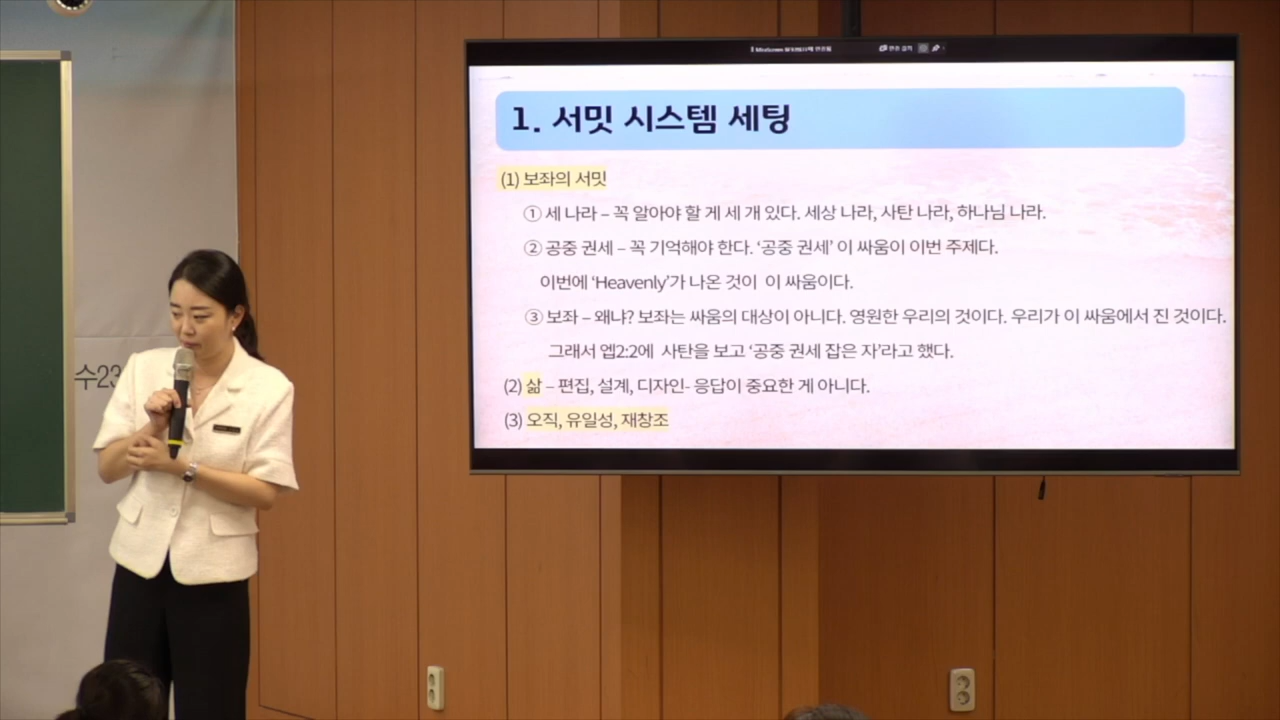 1. 서밋 시스템 세팅
(1) 보좌의 서밋
① 세 나라 – 꼭 알아야 할 게 세 개 있다. 세상 나라, 사탄 나라, 하나님 나라.
② 공중 권세 – 꼭 기억해야 한다. ‘공중 권세’ 이 싸움이 이번 주제다.
이번에 ‘Heavenly’가 나온 것이 이 싸움이다.
③ 보좌 – 왜냐? 보좌는 싸움의 대상이 아니다. 영원한 우리의 것이다. 우리가 이 싸움에서 진 것이다.
그래서 엡2:2에 사탄을 보고 ‘공중 권세 잡은 자’라고 했다.
(2) 삶 – 편집, 설계, 디자인- 응답이 중요한 게 아니다.
(3) 오직, 유일성, 재창조
수23